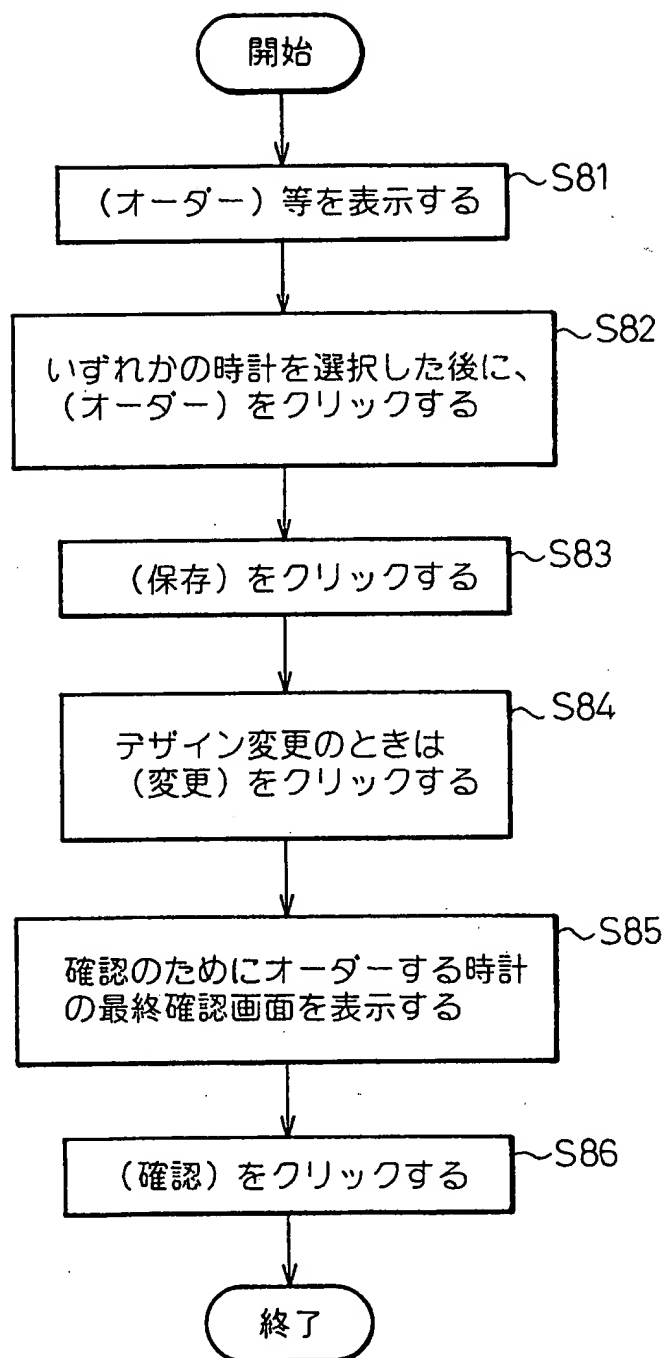 開始
(オーダー)等を表示する
S81
いずれかの時計を選択した後に、
(オーダー)をクリックする
S82
(保存)をクリックする
S83
デザイン変更のときは
(変更)をクリックする
S84
確認のためにオーダーする時計
の最終確認画面を表示する
S85
(確認)をクリックする
S86
終了